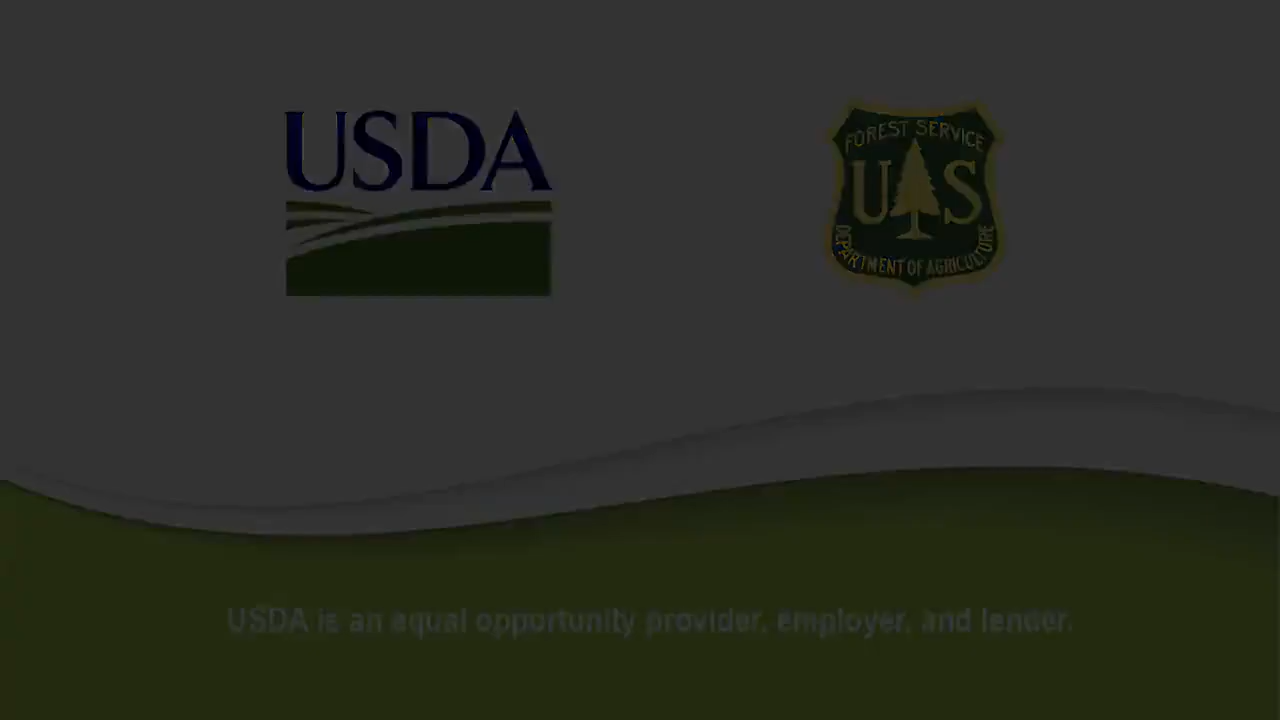 USDA
FOREST SERVICE
U S
DEPARTMENT OF AGRICULTURE
USDA is an equal opportunity provider, employer, and lender.